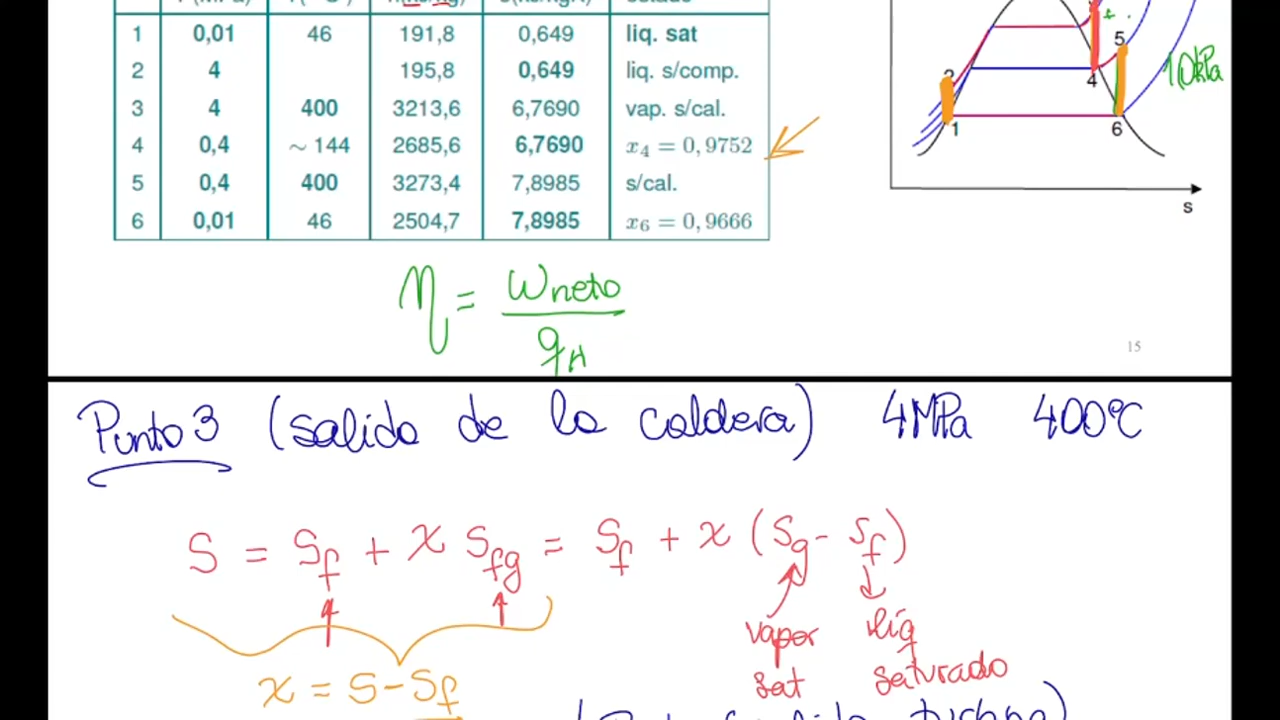 1 0,01 46 191,8 0,649 liq. sat
2 4 195,8 0,649 liq. s/comp.
3 4 400 3213,6 6,7690 vap. s/cal.
4 0,4 ~ 144 2685,6 6,7690 x₄ = 0,9752
5 0,4 400 3273,4 7,8985 s/cal.
6 0,01 46 2504,7 7,8985 x₆ = 0,9666
5
2
4
10kPa
1
6
s
η = wneto / qH
15
Punto 3 (salida de la caldera) 4MPa 400ºC
S = Sf + x Sfg = Sf + x (Sg - Sf)
vapor sat
liq saturado
x = S - Sf
salida turbina)